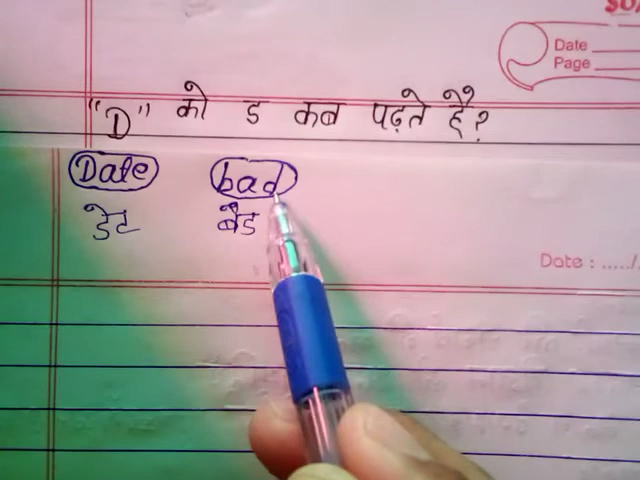 Date
Page
"D" को ड कब पढ़ते है?
Date bad
डेट बैड
Date : ...../